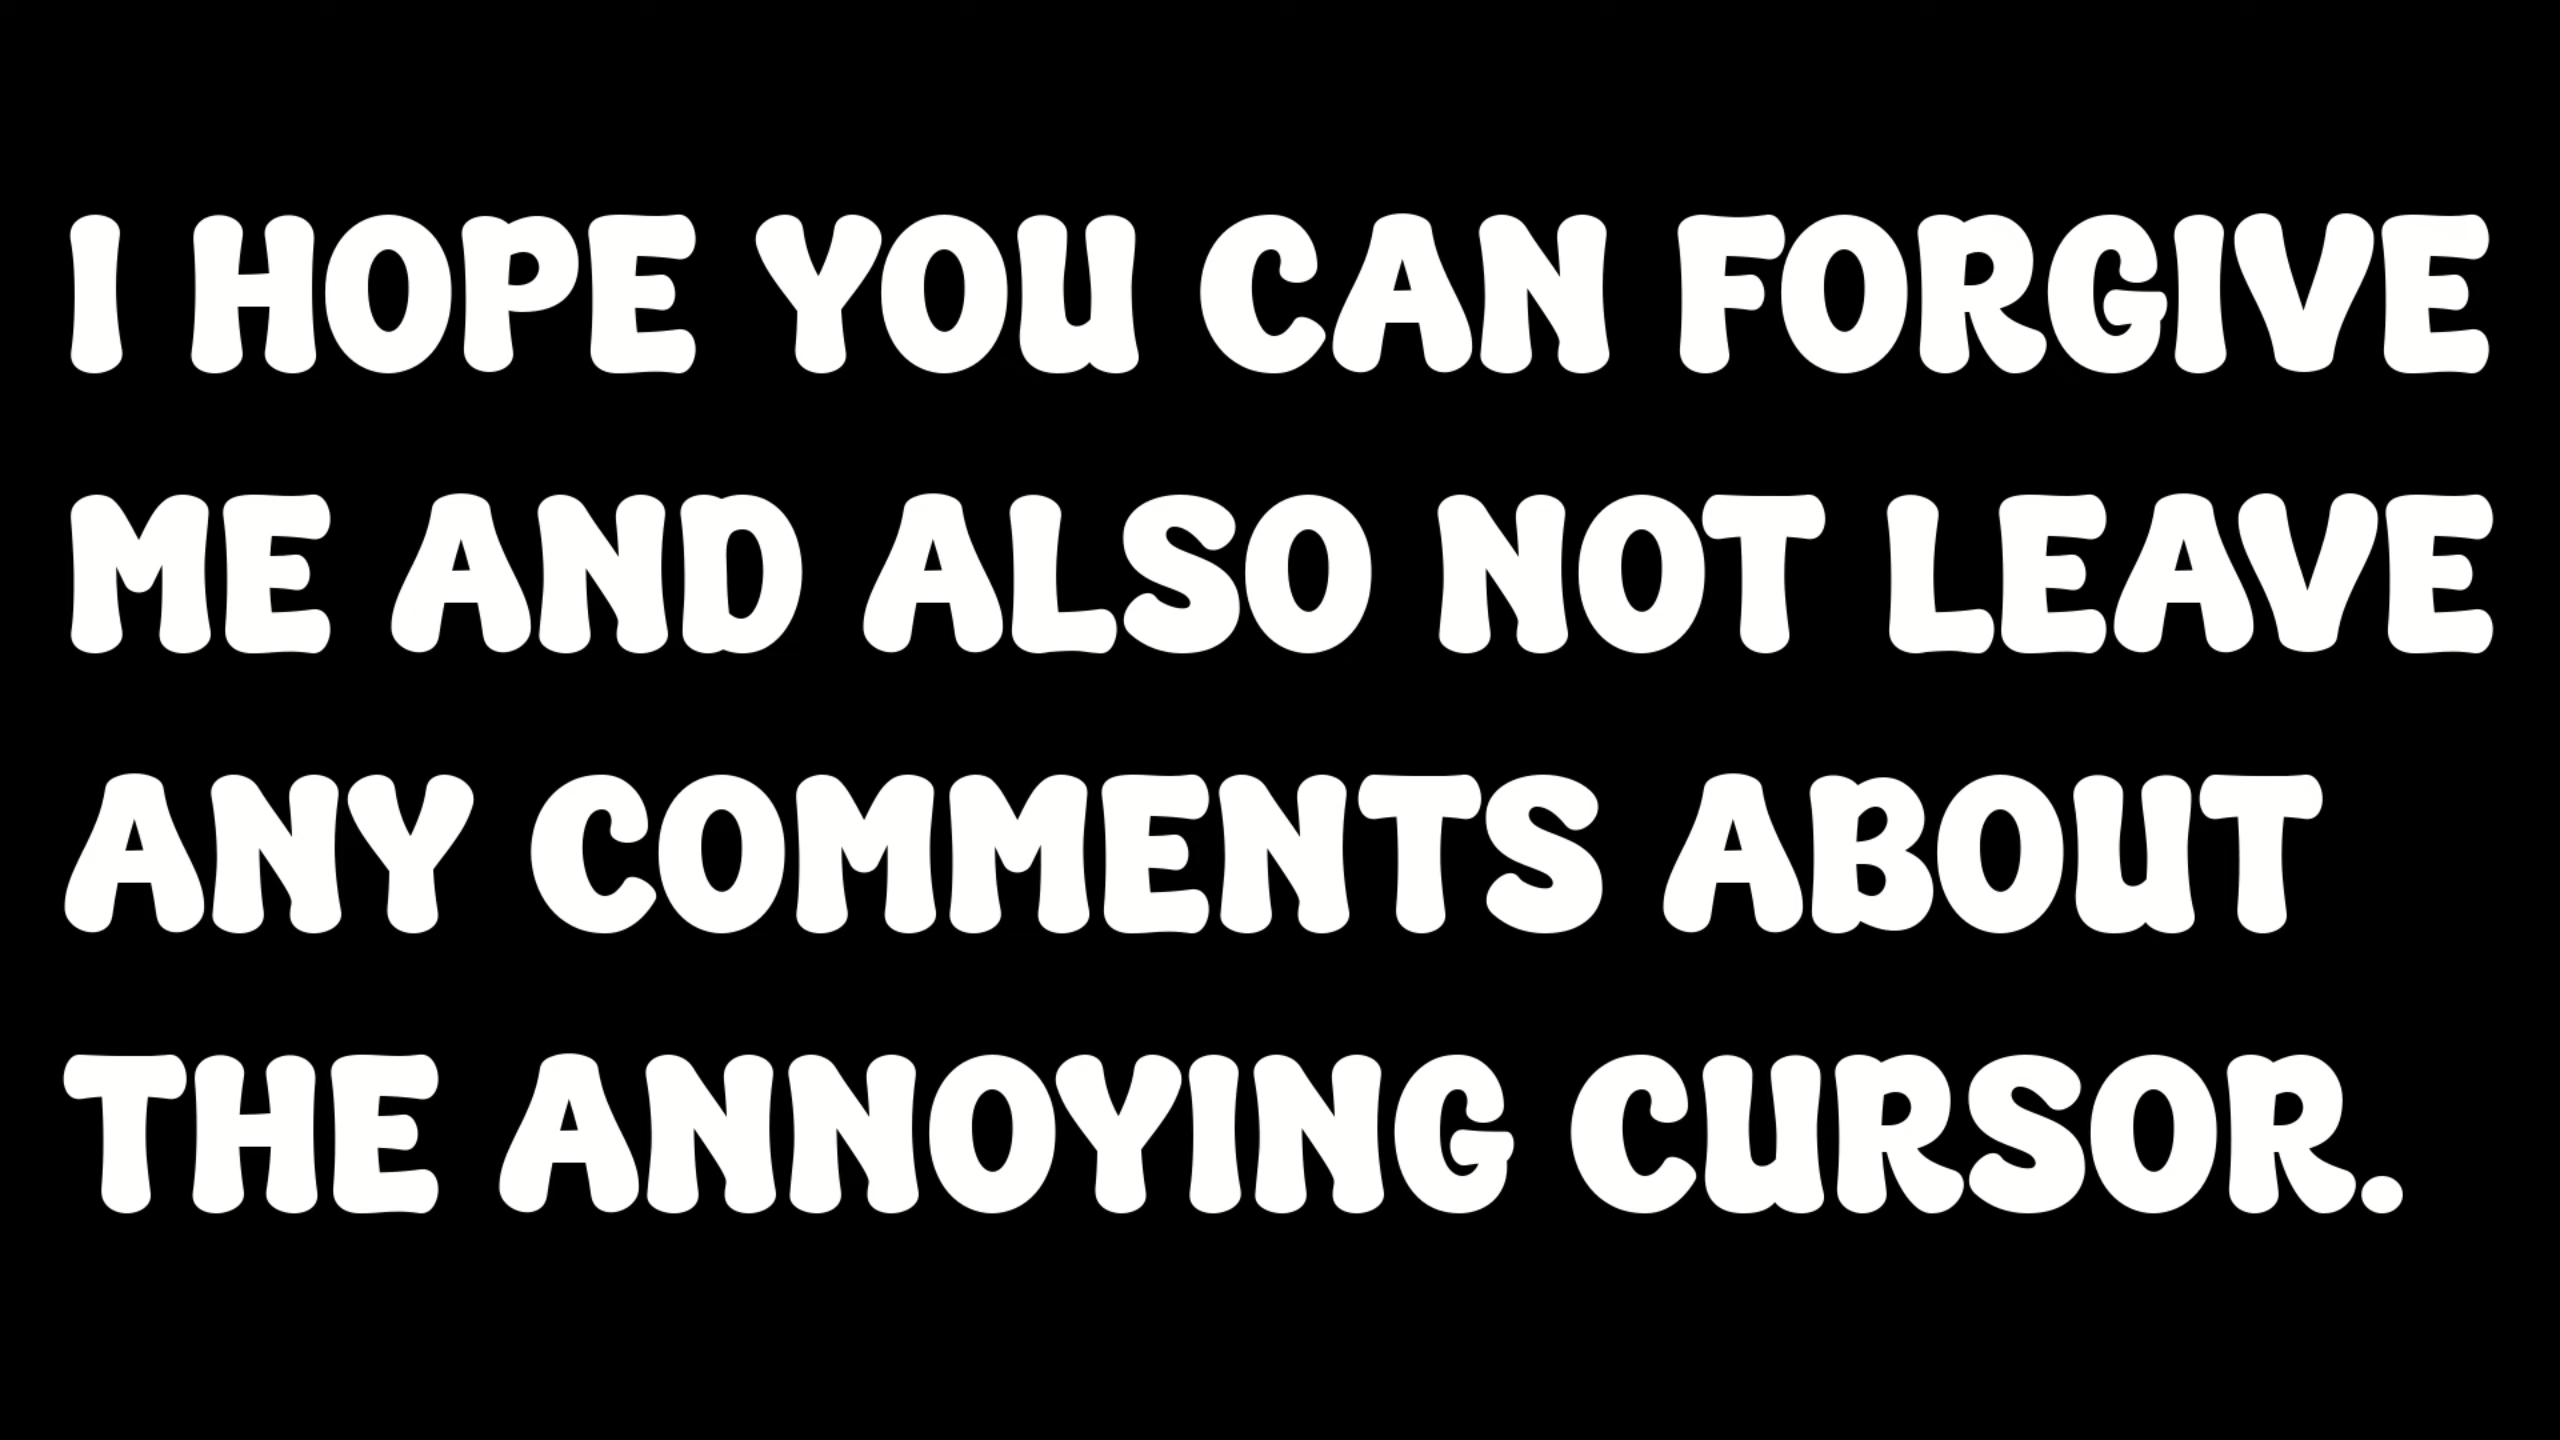 I HOPE YOU CAN FORGIVE
ME AND ALSO NOT LEAVE
ANY COMMENTS ABOUT
THE ANNOYING CURSOR.